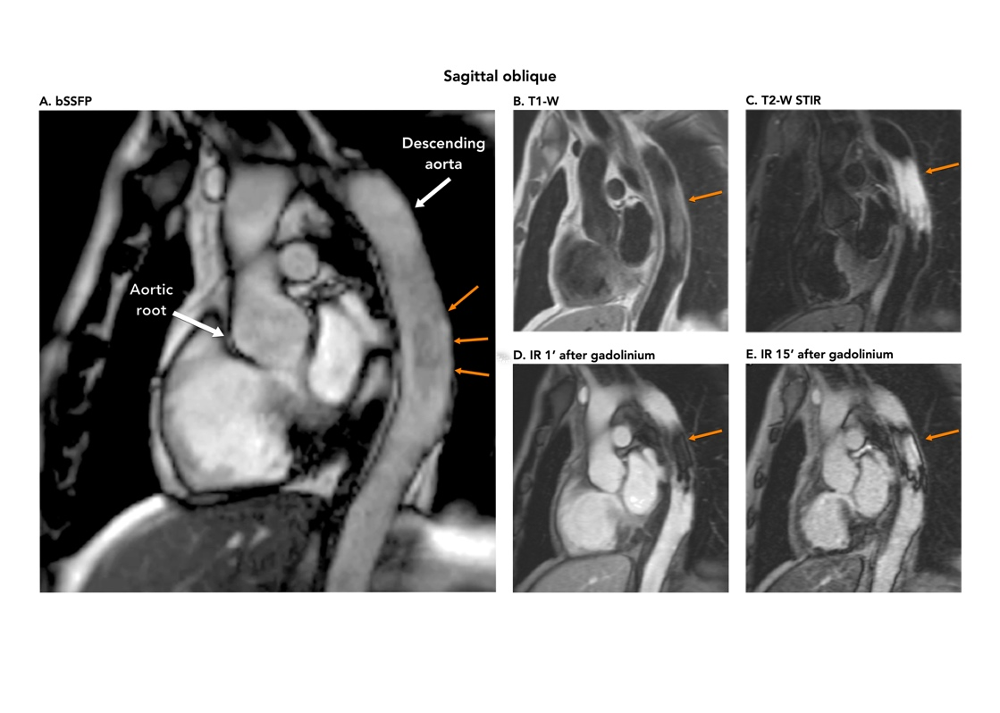 Sagittal oblique
A. bSSFP
B. T1-W
C. T2-W STIR
Descending
aorta
Aortic
root
D. IR 1’ after gadolinium
E. IR 15’ after gadolinium